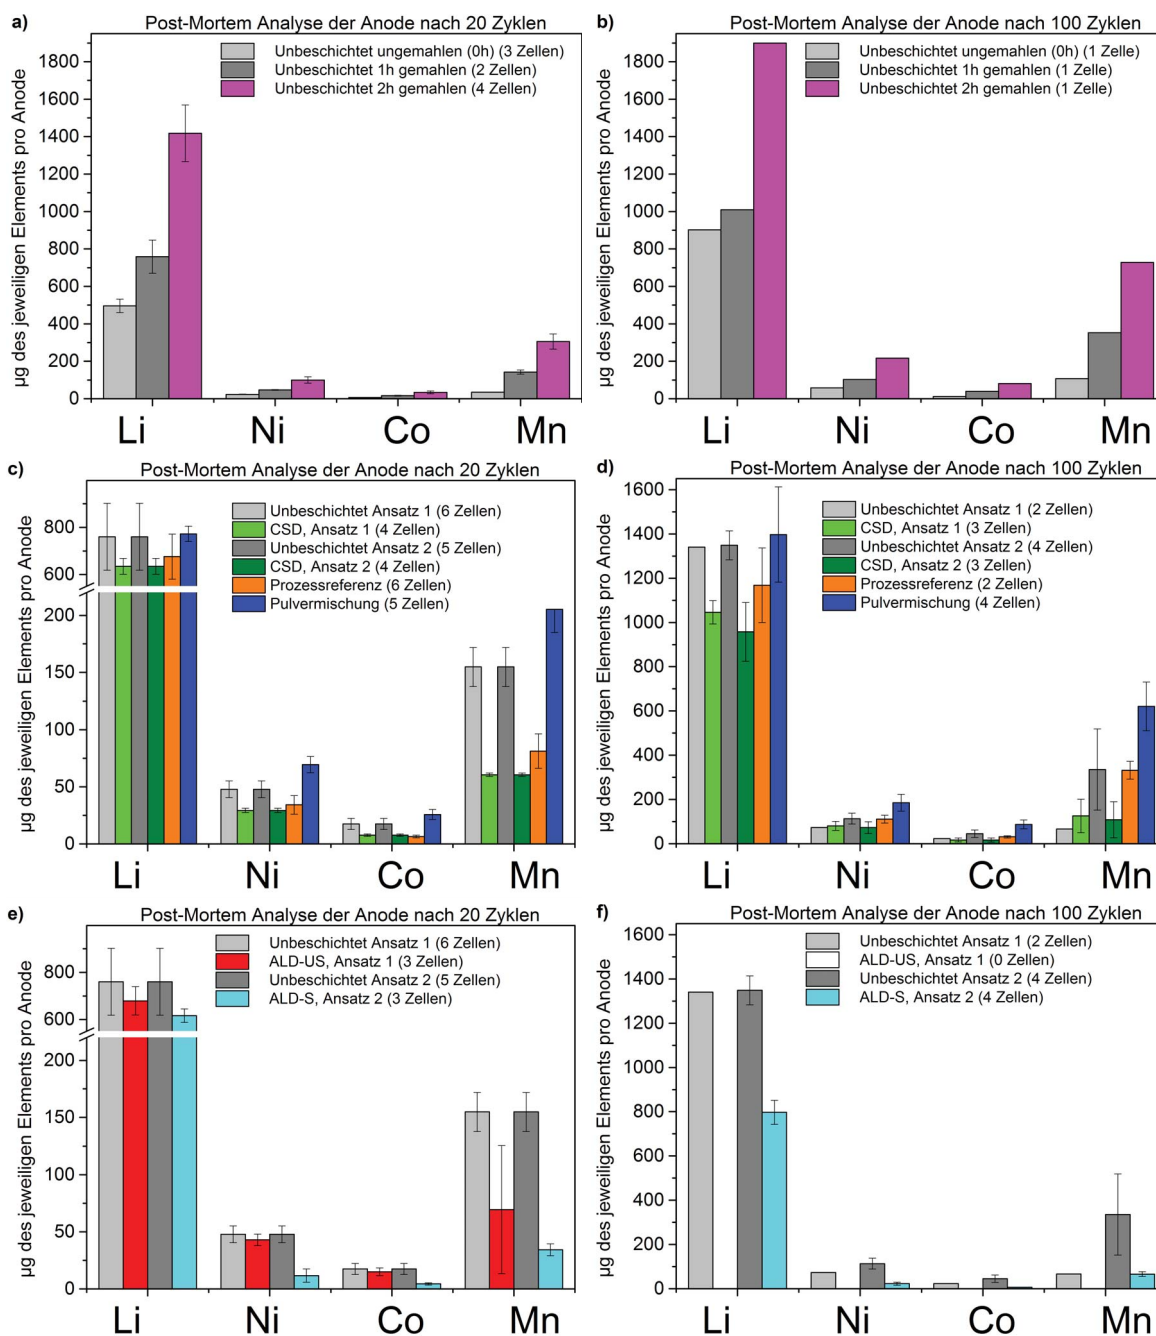 a)
Post-Mortem Analyse der Anode nach 20 Zyklen
Unbeschichtet ungemahlen (0h) (3 Zellen)
Unbeschichtet 1h gemahlen (2 Zellen)
Unbeschichtet 2h gemahlen (4 Zellen)
µg des jeweiligen Elements pro Anode
1800
1600
1400
1200
1000
800
600
400
200
0
Li Ni Co Mn
b)
Post-Mortem Analyse der Anode nach 100 Zyklen
Unbeschichtet ungemahlen (0h) (1 Zelle)
Unbeschichtet 1h gemahlen (1 Zelle)
Unbeschichtet 2h gemahlen (1 Zelle)
µg des jeweiligen Elements pro Anode
1800
1600
1400
1200
1000
800
600
400
200
0
Li Ni Co Mn
c)
Post-Mortem Analyse der Anode nach 20 Zyklen
Unbeschichtet Ansatz 1 (6 Zellen)
CSD, Ansatz 1 (4 Zellen)
Unbeschichtet Ansatz 2 (5 Zellen)
CSD, Ansatz 2 (4 Zellen)
Prozessreferenz (6 Zellen)
Pulvermischung (5 Zellen)
µg des jeweiligen Elements pro Anode
800
600
200
150
100
50
0
Li Ni Co Mn
d)
Post-Mortem Analyse der Anode nach 100 Zyklen
Unbeschichtet Ansatz 1 (2 Zellen)
CSD, Ansatz 1 (3 Zellen)
Unbeschichtet Ansatz 2 (4 Zellen)
CSD, Ansatz 2 (3 Zellen)
Prozessreferenz (2 Zellen)
Pulvermischung (4 Zellen)
µg des jeweiligen Elements pro Anode
1600
1400
1200
1000
800
600
400
200
0
Li Ni Co Mn
e)
Post-Mortem Analyse der Anode nach 20 Zyklen
Unbeschichtet Ansatz 1 (6 Zellen)
ALD-US, Ansatz 1 (3 Zellen)
Unbeschichtet Ansatz 2 (5 Zellen)
ALD-S, Ansatz 2 (3 Zellen)
µg des jeweiligen Elements pro Anode
800
600
200
150
100
50
0
Li Ni Co Mn
f)
Post-Mortem Analyse der Anode nach 100 Zyklen
Unbeschichtet Ansatz 1 (2 Zellen)
ALD-US, Ansatz 1 (0 Zellen)
Unbeschichtet Ansatz 2 (4 Zellen)
ALD-S, Ansatz 2 (4 Zellen)
µg des jeweiligen Elements pro Anode
1600
1400
1200
1000
800
600
400
200
0
Li Ni Co Mn